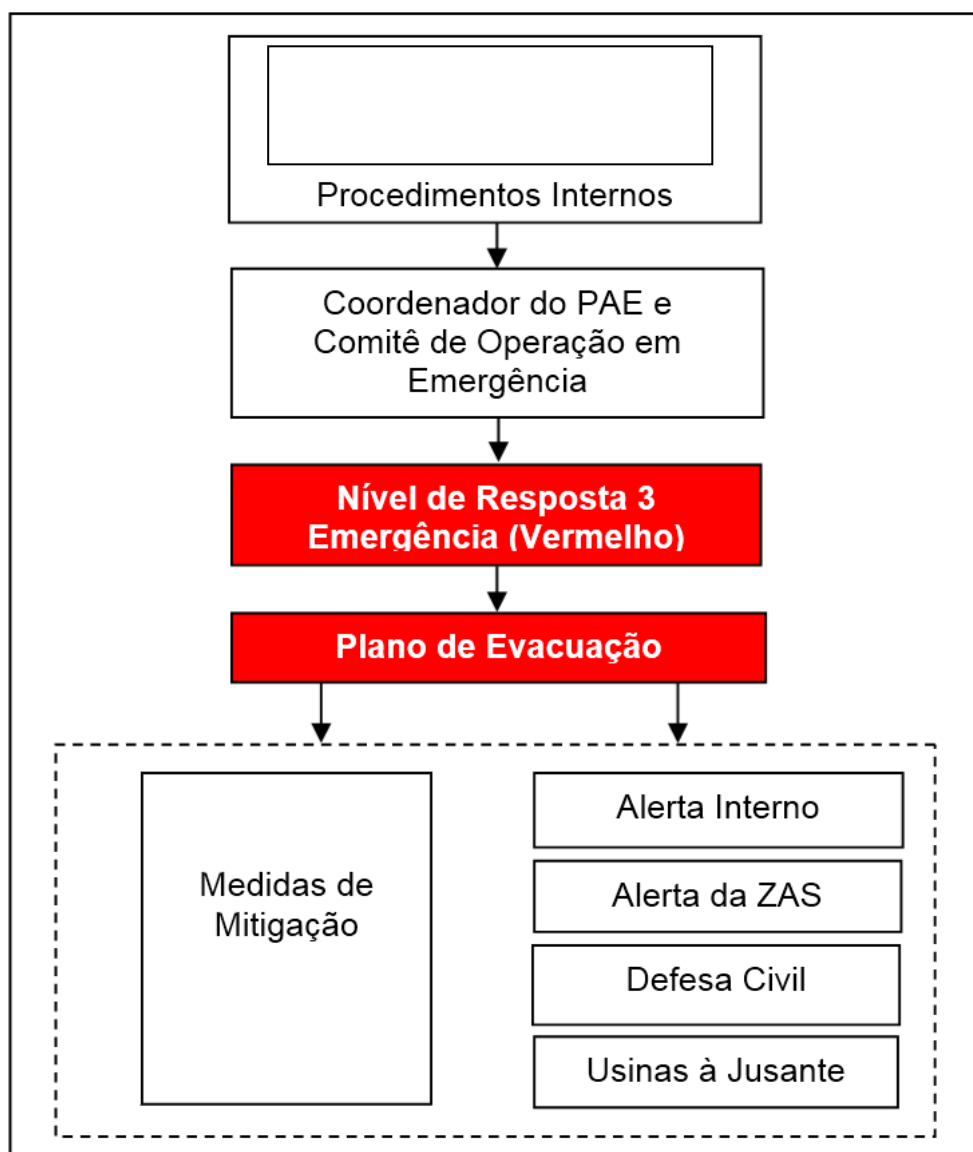 Procedimentos Internos
Coordenador do PAE e
Comitê de Operação em
Emergência
Nível de Resposta 3
Emergência (Vermelho)
Plano de Evacuação
Medidas de
Mitigação
Alerta Interno
Alerta da ZAS
Defesa Civil
Usinas à Jusante